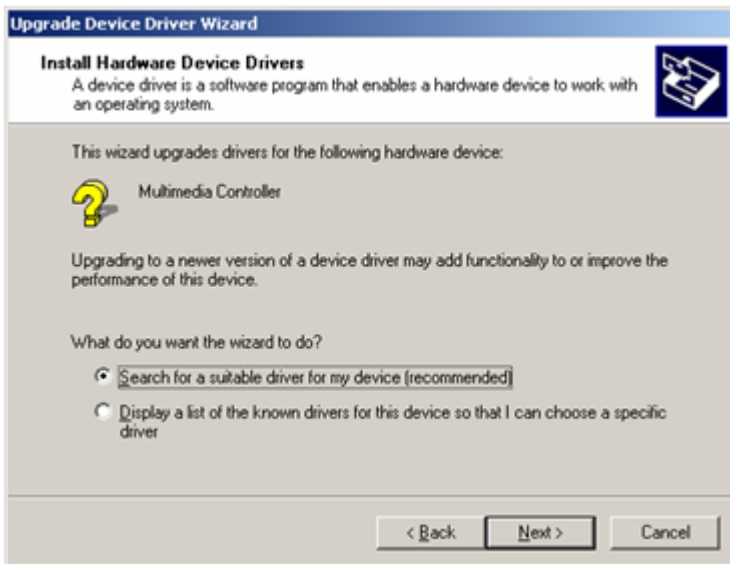 Upgrade Device Driver Wizard
Install Hardware Device Drivers
A device driver is a software program that enables a hardware device to work with
an operating system.
This wizard upgrades drivers for the following hardware device:
Multimedia Controller
Upgrading to a newer version of a device driver may add functionality to or improve the
performance of this device.
What do you want the wizard to do?
Search for a suitable driver for my device (recommended)
Display a list of the known drivers for this device so that I can choose a specific
driver
< Back
Next >
Cancel